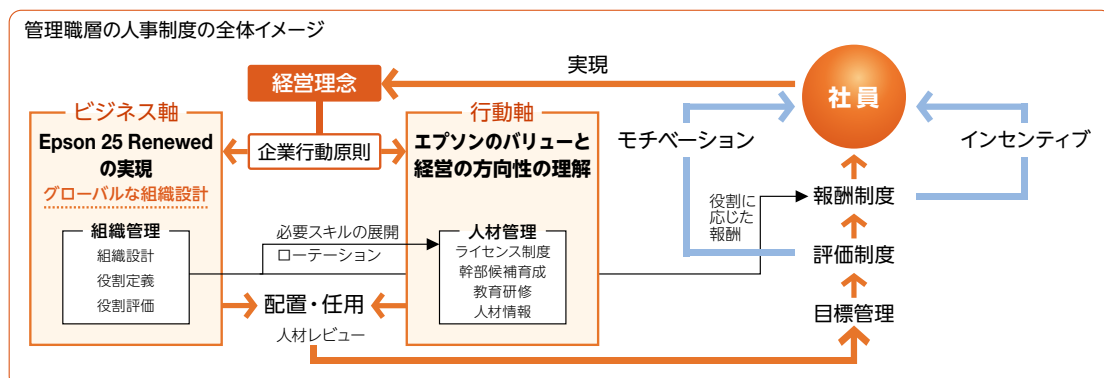 管理職層の人事制度の全体イメージ
経営理念
実現
社員
ビジネス軸
Epson 25 Renewed
の実現
グローバルな組織設計
企業行動原則
行動軸
エプソンのバリューと
経営の方向性の理解
モチベーション
インセンティブ
組織管理
組織設計
役割定義
役割評価
必要スキルの展開
ローテーション
人材管理
ライセンス制度
幹部候補育成
教育研修
人材情報
役割に
応じた
報酬
報酬制度
評価制度
目標管理
配置・任用
人材レビュー